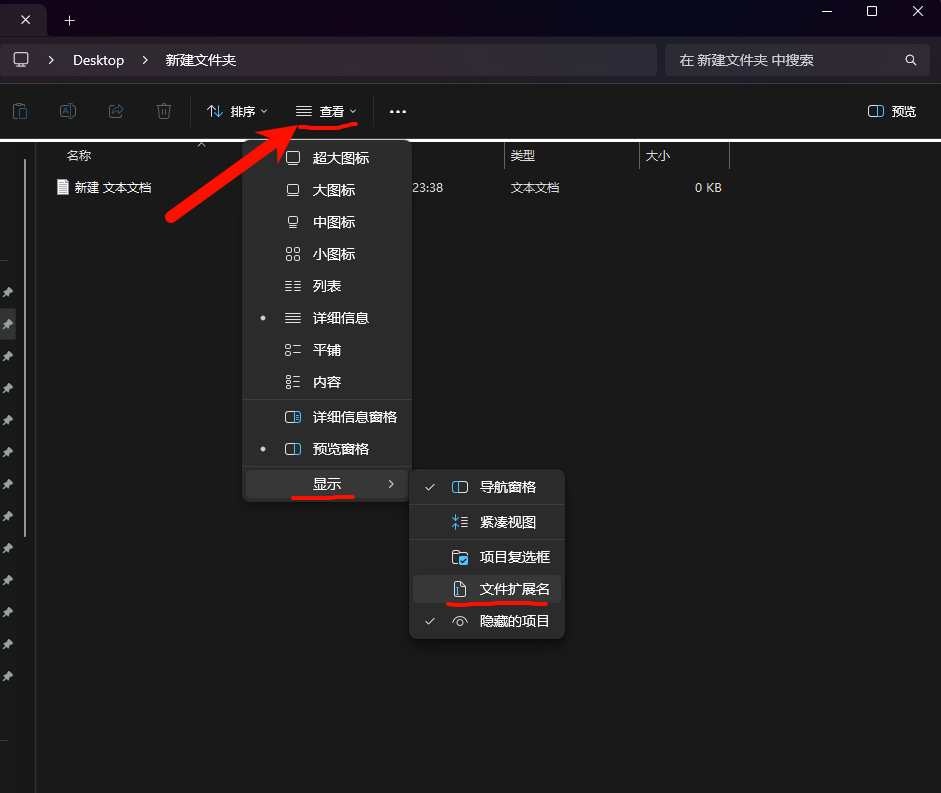 Desktop > 新建文件夹
在 新建文件夹 中搜索
排序
查看
预览
名称
类型
大小
新建 文本文档
23:38
文本文档
0 KB
超大图标
大图标
中图标
小图标
列表
详细信息
平铺
内容
详细信息窗格
预览窗格
显示
导航窗格
紧凑视图
项目复选框
文件扩展名
隐藏的项目